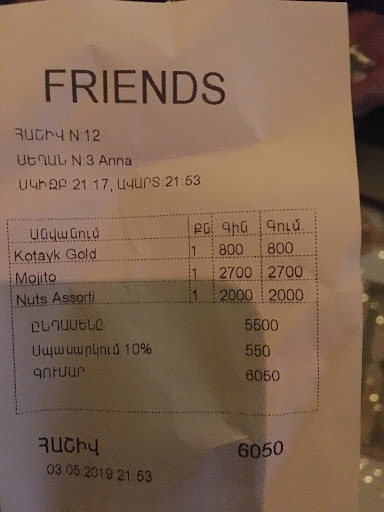 FRIENDS
ՀԱՇԻՎ N:12
ՍԵՂԱՆ N:3 Anna
ՍԿԻԶԲ 21:17, ԱՎԱՐՏ:21:53
Անվանում ՔՆ ԳԻՆ Գում.
Kotayk Gold 1 800 800
Mojito 1 2700 2700
Nuts Assorti 1 2000 2000
ԸՆԴԱՄԵՆԸ 5500
Սպասարկում 10% 550
ԳՈՒՄԱՐ 6050
ՀԱՇԻՎ 6050
03.05.2019 21:53